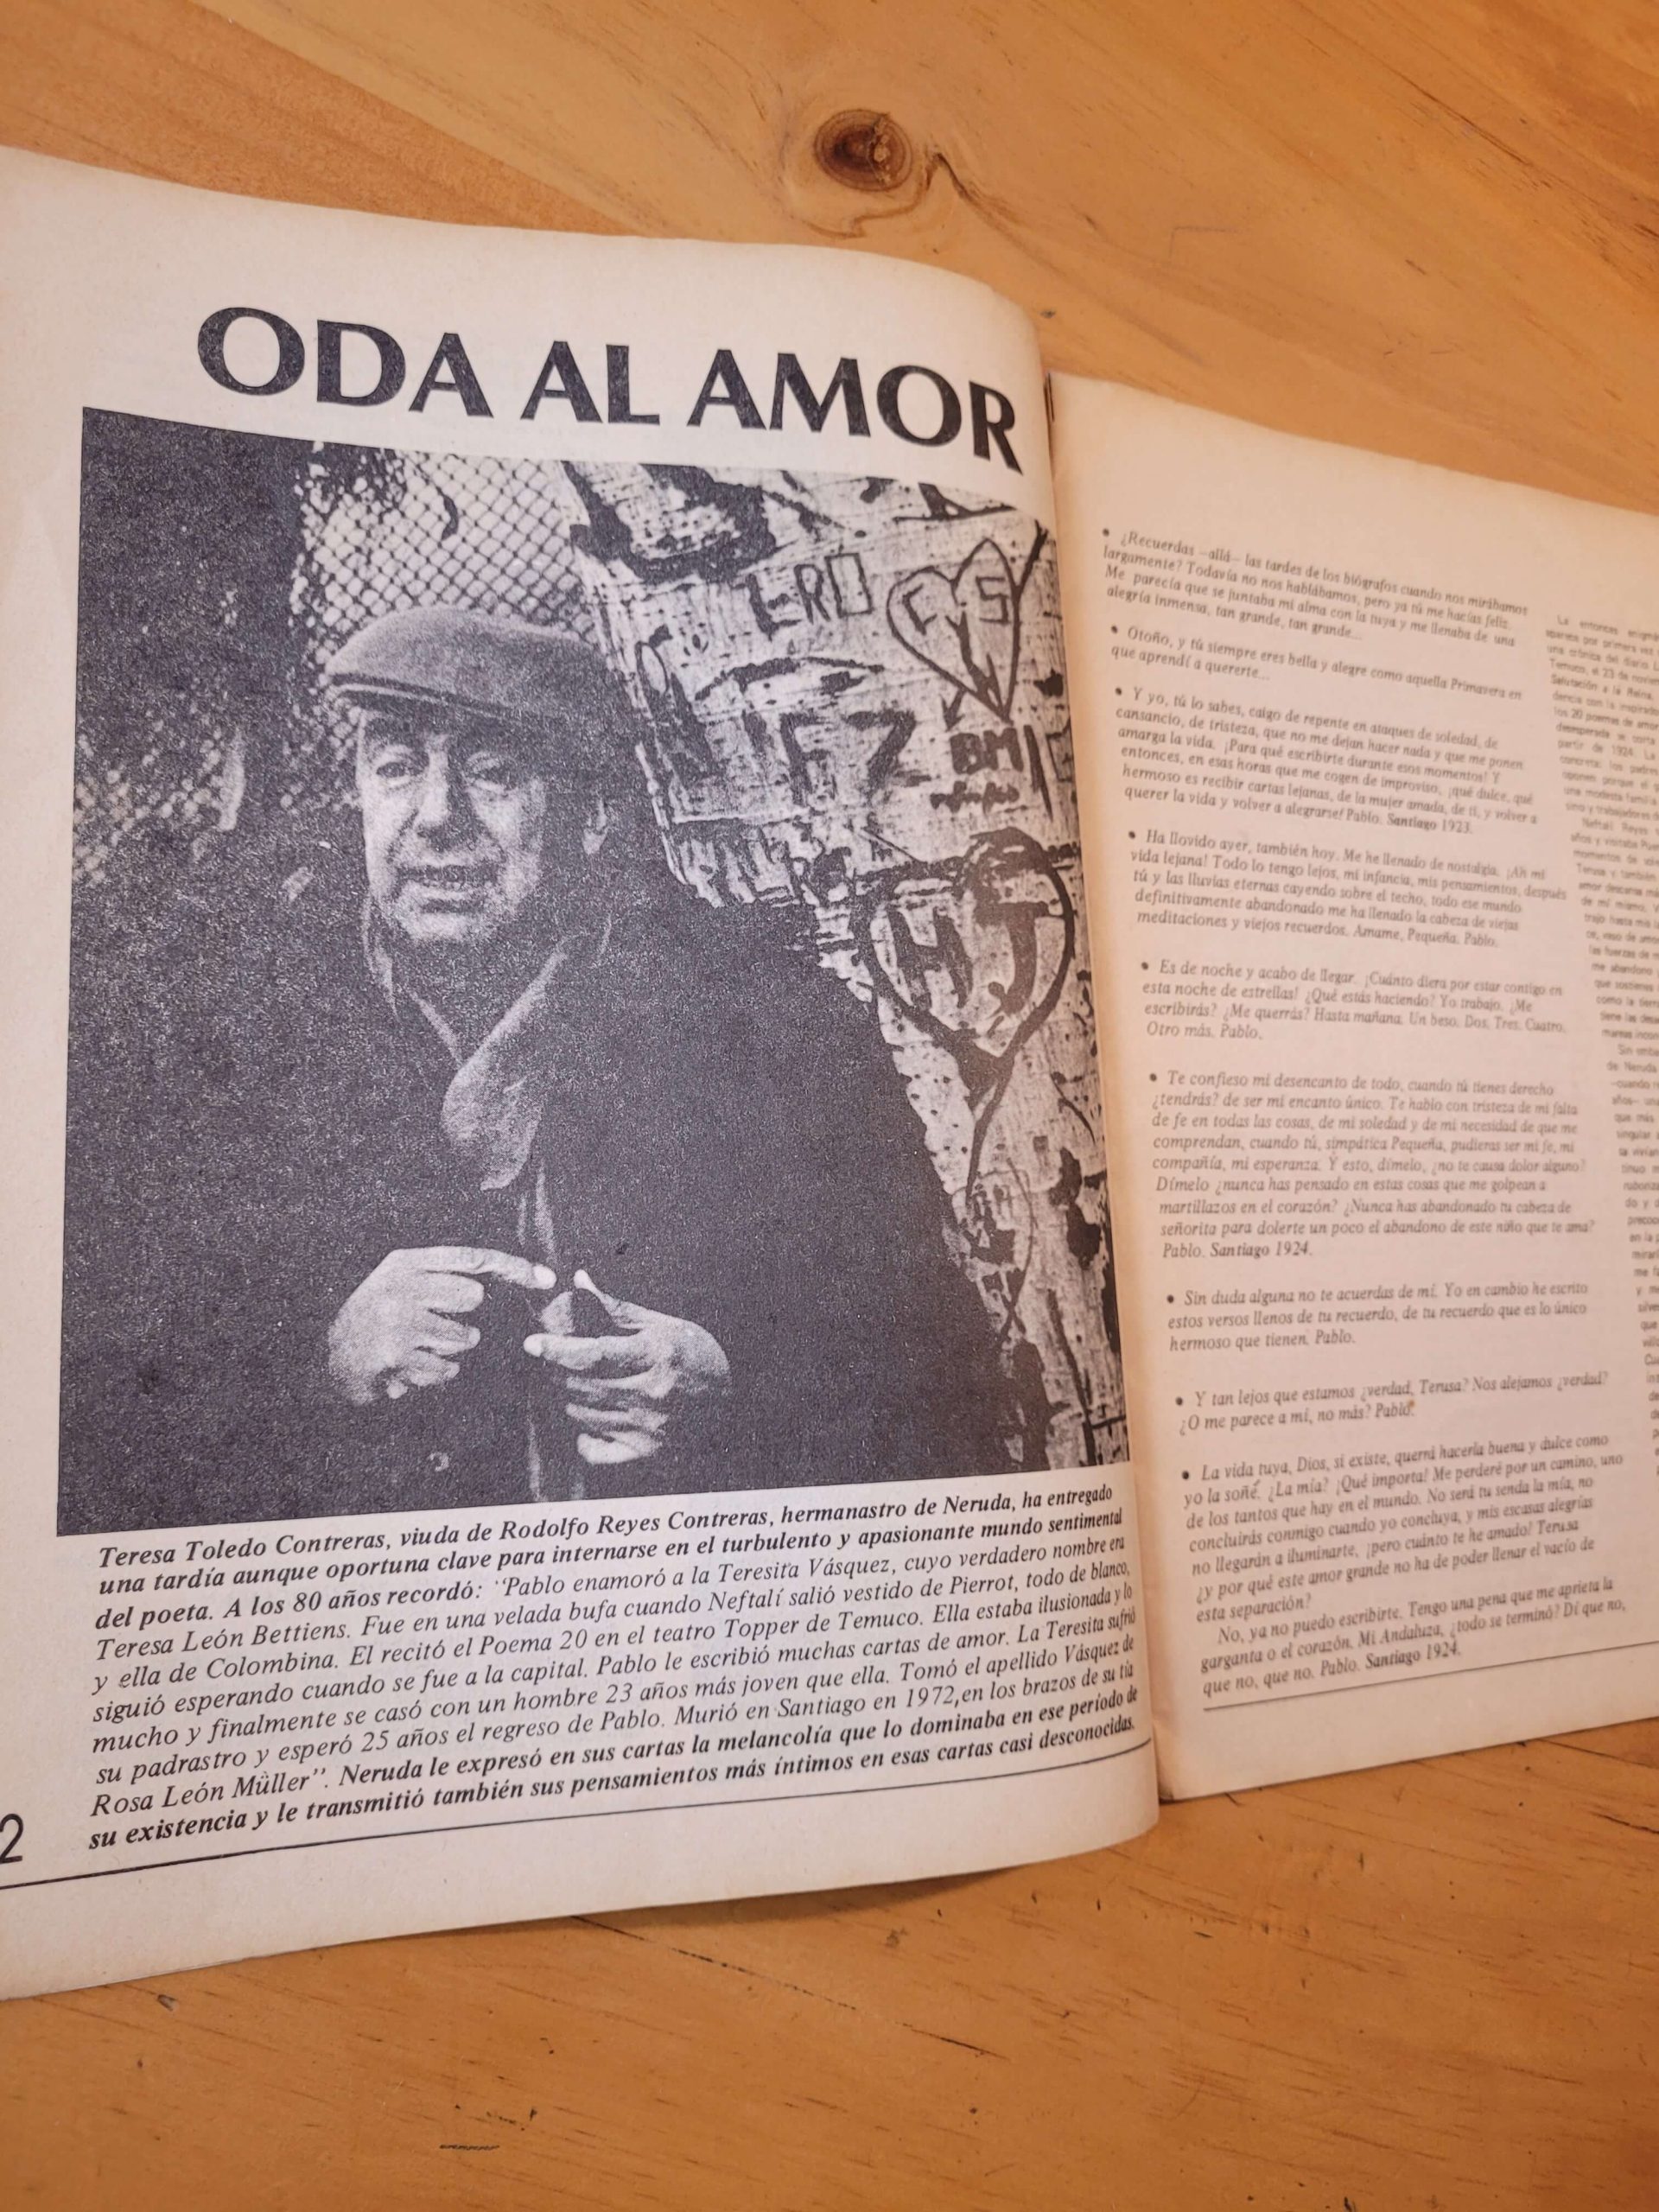 ODA AL AMOR
ERO
C Y S
FZ
BM
HJ
Teresa Toledo Contreras, viuda de Rodolfo Reyes Contreras, hermanastro de Neruda, ha entregado
una tardía aunque oportuna clave para internarse en el turbulento y apasionante mundo sentimental
del poeta. A los 80 años recordó: "Pablo enamoró a la Teresita Vásquez, cuyo verdadero nombre era
Teresa León Bettiens. Fue en una velada bufa cuando Neftalí salió vestido de Pierrot, todo de blanco,
y ella de Colombina. El recitó el Poema 20 en el teatro Topper de Temuco. Ella estaba ilusionada y lo
siguió esperando cuando se fue a la capital. Pablo le escribió muchas cartas de amor. La Teresita sufrió
mucho y finalmente se casó con un hombre 23 años más joven que ella. Tomó el apellido Vásquez de
su padrastro y esperó 25 años el regreso de Pablo. Murió en Santiago en 1972, en los brazos de su tía
Rosa León Müller". Neruda le expresó en sus cartas la melancolía que lo dominaba en ese período de
su existencia y le transmitió también sus pensamientos más íntimos en esas cartas casi desconocidas.
2
• ¿Recuerdas —allá— las tardes de los biógrafos cuando nos mirábamos
largamente? Todavía no nos hablábamos, pero ya tú me hacías feliz.
Me parecía que se juntaba mi alma con la tuya y me llenaba de una
alegría inmensa, tan grande, tan grande...
• Otoño, y tú siempre eres bella y alegre como aquella Primavera en
que aprendí a quererte...
• Y yo, tú lo sabes, caigo de repente en ataques de soledad, de
cansancio, de tristeza, que no me dejan hacer nada y que me ponen
amarga la vida. ¡Para qué escribirte durante esos momentos! Y
entonces, en esas horas que me cogen de improviso, ¡qué dulce, qué
hermoso es recibir cartas lejanas, de la mujer amada, de ti, y volver a
querer la vida y volver a alegrarse! Pablo. Santiago 1923.
• Ha llovido ayer, también hoy. Me he llenado de nostalgia. ¡Ah mi
vida lejana! Todo lo tengo lejos, mi infancia, mis pensamientos, después
tú y las lluvias eternas cayendo sobre el techo, todo ese mundo
definitivamente abandonado me ha llenado la cabeza de viejas
meditaciones y viejos recuerdos. Amame, Pequeña. Pablo.
• Es de noche y acabo de llegar. ¡Cuánto diera por estar contigo en
esta noche de estrellas! ¿Qué estás haciendo? Yo trabajo. ¿Me
escribirás? ¿Me querrás? Hasta mañana. Un beso. Dos. Tres. Cuatro.
Otro más. Pablo.
• Te confieso mi desencanto de todo, cuando tú tienes derecho
¿tendrás? de ser mi encanto único. Te hablo con tristeza de mi falta
de fe en todas las cosas, de mi soledad y de mi necesidad de que me
comprendan, cuando tú, simpática Pequeña, pudieras ser mi fe, mi
compañía, mi esperanza. Y esto, dímelo, ¿no te causa dolor alguno?
Dímelo ¿nunca has pensado en estas cosas que me golpean a
martillazos en el corazón? ¿Nunca has abandonado tu cabeza de
señorita para dolerte un poco el abandono de este niño que te ama?
Pablo. Santiago 1924.
• Sin duda alguna no te acuerdas de mí. Yo en cambio he escrito
estos versos llenos de tu recuerdo, de tu recuerdo que es lo único
hermoso que tienen. Pablo.
• Y tan lejos que estamos ¿verdad, Terusa? Nos alejamos ¿verdad?
¿O me parece a mí, no más? Pablo.
• La vida tuya, Dios, si existe, querrá hacerla buena y dulce como
yo la soñé. ¿La mía? ¡Qué importa! Me perderé por un camino, uno
de los tantos que hay en el mundo. No será tu senda la mía, no
concluirás conmigo cuando yo concluya, y mis escasas alegrías
no llegarán a iluminarte, ¡pero cuánto te he amado! Terusa
¿y por qué este amor grande no ha de poder llenar el vacío de
esta separación?
No, ya no puedo escribirte. Tengo una pena que me aprieta la
garganta o el corazón. Mi Andaluza, ¿todo se terminó? Di que no,
que no, que no. Pablo. Santiago 1924.
La entonces
aparece por primera vez
una crónica del diario
Temuco, el 23 de
Salutación a la Reina,
los 20 poemas de amor
partir de 1924. La